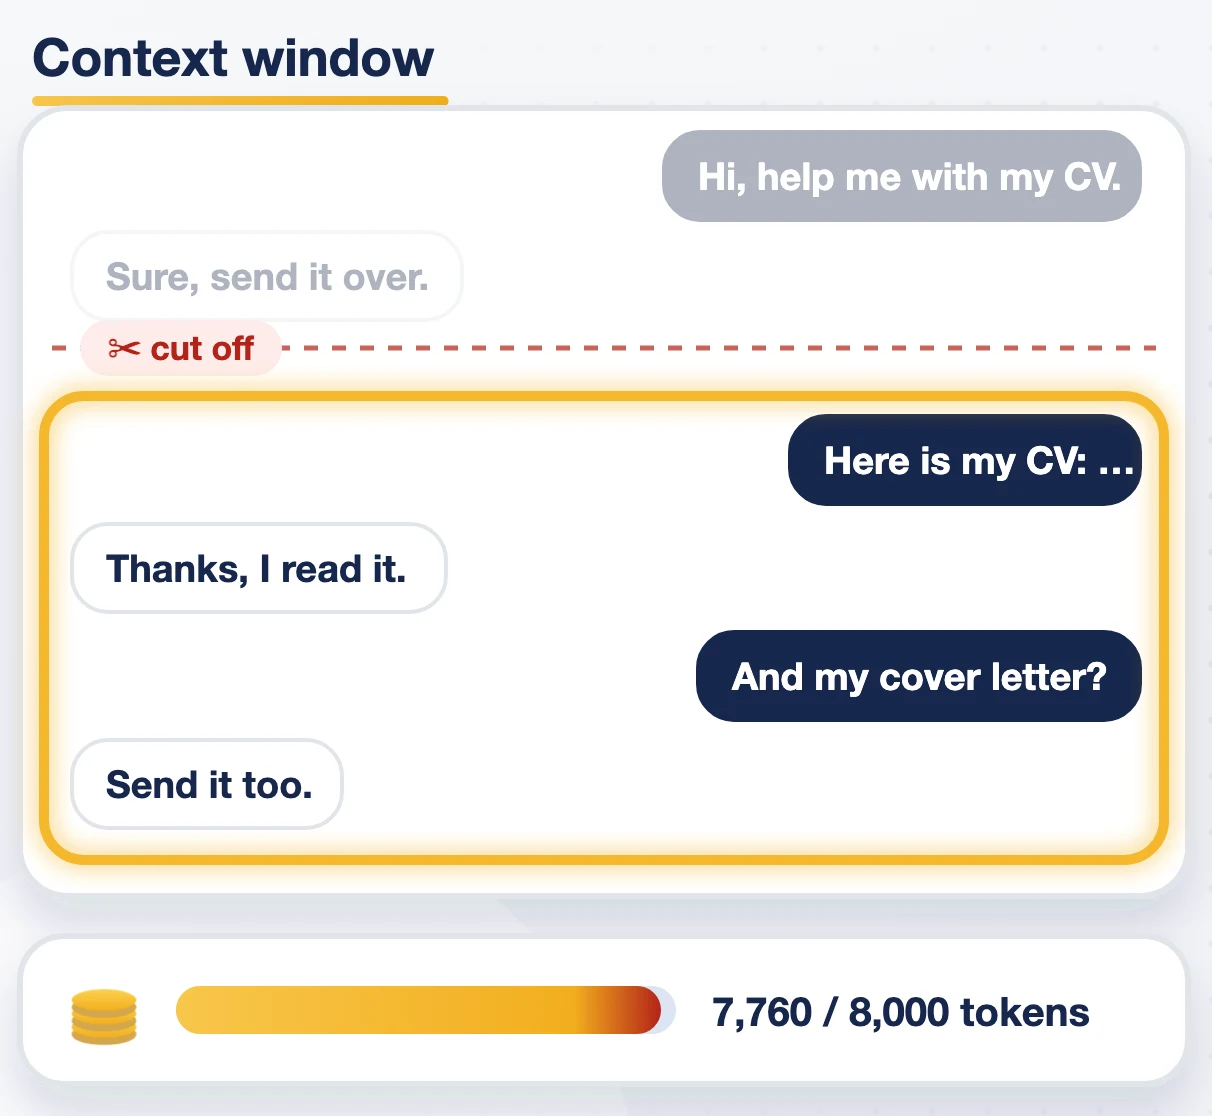 Context window
Hi, help me with my CV.
Sure, send it over.
✂ cut off
Here is my CV: ...
Thanks, I read it.
And my cover letter?
Send it too.
7,760 / 8,000 tokens